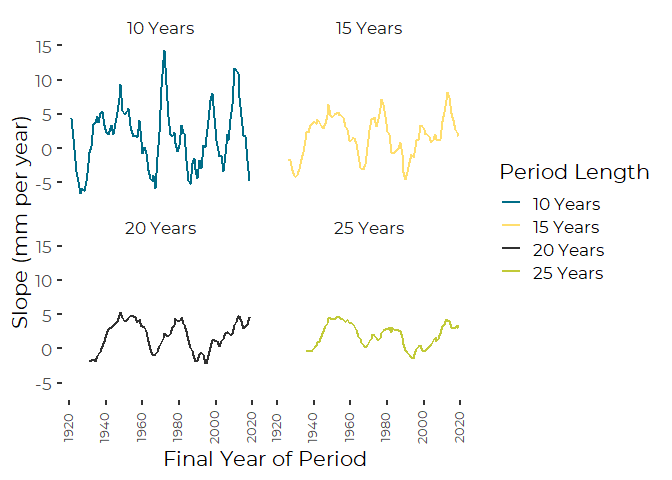 10 Years 15 Years
15
10
5
0
-5
20 Years 25 Years
15
10
5
0
-5
1920 1940 1960 1980 2000 2020 1920 1940 1960 1980 2000 2020
Final Year of Period
Slope (mm per year)
Period Length
10 Years
15 Years
20 Years
25 Years